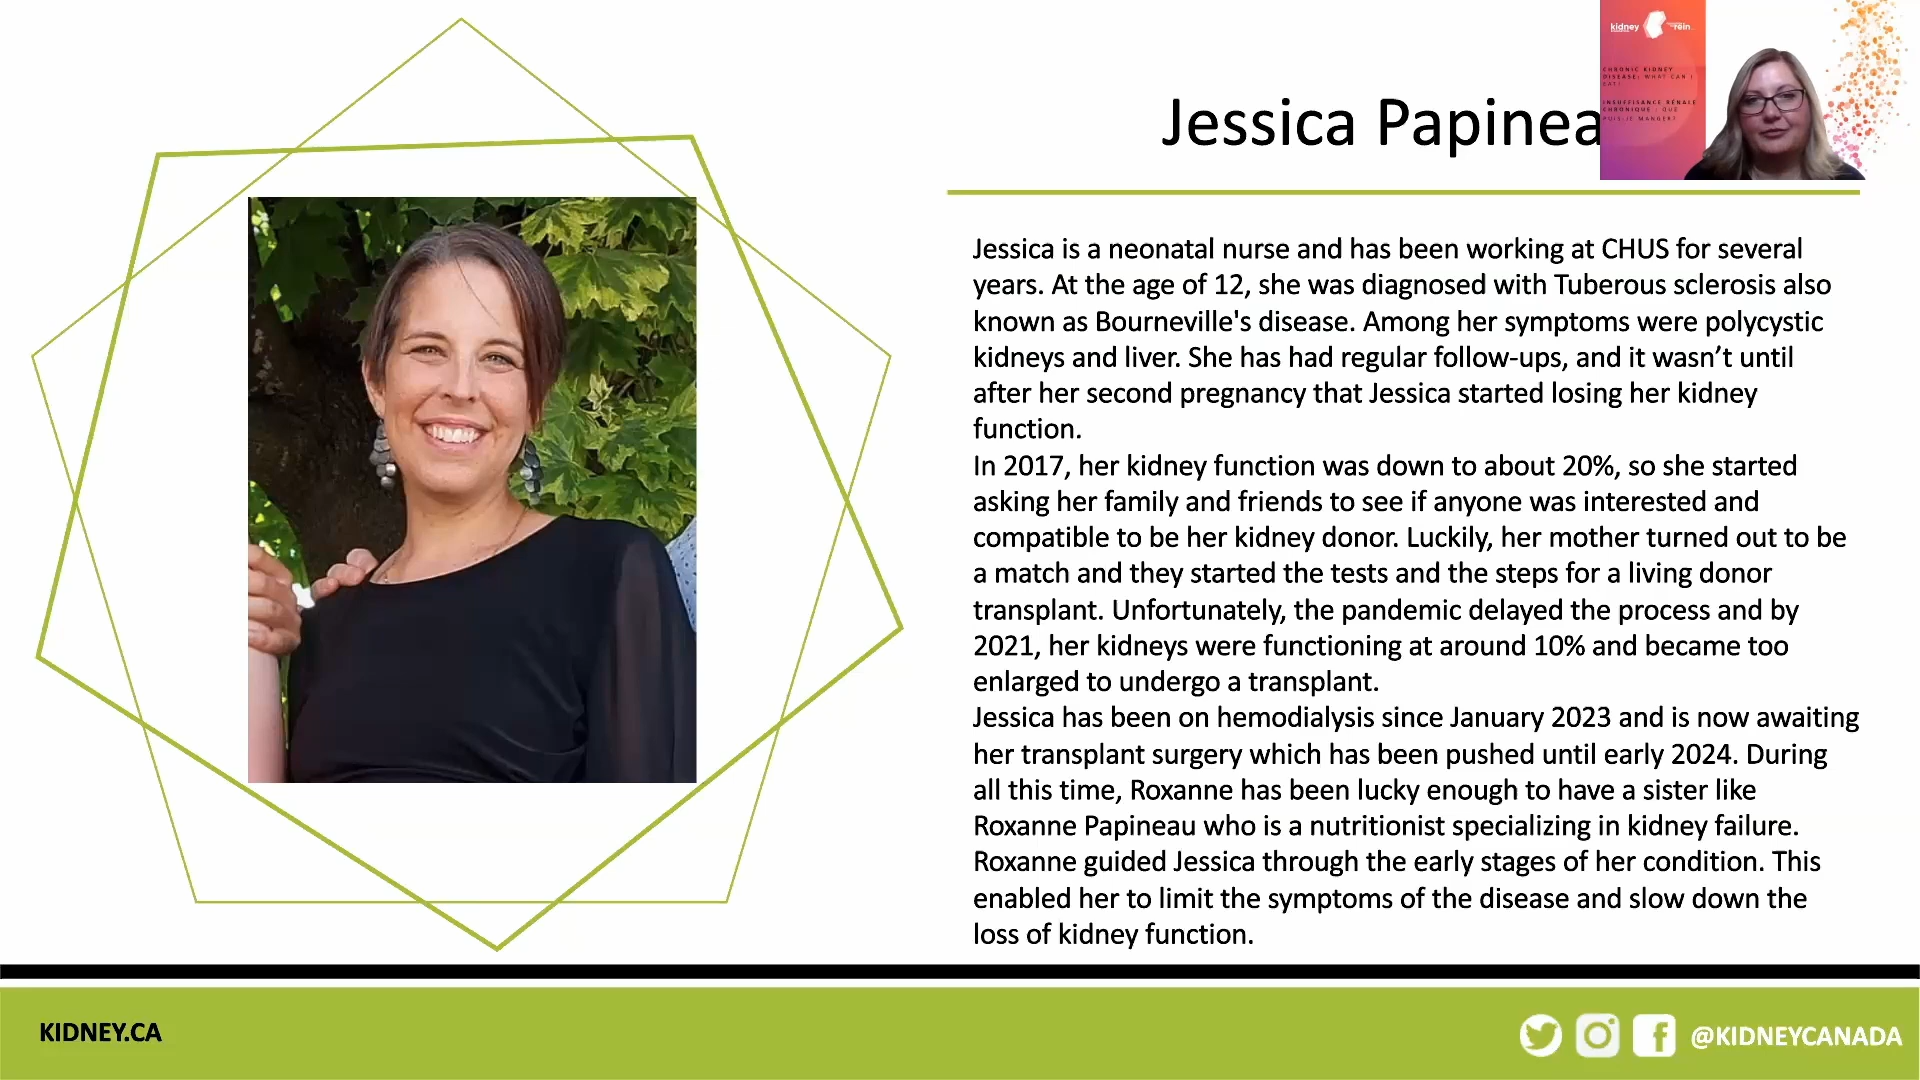 kidney
rein
CHRONIC KIDNEY
DISEASE: WHAT CAN I
EAT?
INSUFFISANCE RÉNALE
CHRONIQUE : QUE
PUIS-JE MANGER?
Jessica Papinea
Jessica is a neonatal nurse and has been working at CHUS for several
years. At the age of 12, she was diagnosed with Tuberous sclerosis also
known as Bourneville's disease. Among her symptoms were polycystic
kidneys and liver. She has had regular follow-ups, and it wasn’t until
after her second pregnancy that Jessica started losing her kidney
function.
In 2017, her kidney function was down to about 20%, so she started
asking her family and friends to see if anyone was interested and
compatible to be her kidney donor. Luckily, her mother turned out to be
a match and they started the tests and the steps for a living donor
transplant. Unfortunately, the pandemic delayed the process and by
2021, her kidneys were functioning at around 10% and became too
enlarged to undergo a transplant.
Jessica has been on hemodialysis since January 2023 and is now awaiting
her transplant surgery which has been pushed until early 2024. During
all this time, Roxanne has been lucky enough to have a sister like
Roxanne Papineau who is a nutritionist specializing in kidney failure.
Roxanne guided Jessica through the early stages of her condition. This
enabled her to limit the symptoms of the disease and slow down the
loss of kidney function.
KIDNEY.CA
@KIDNEYCANADA